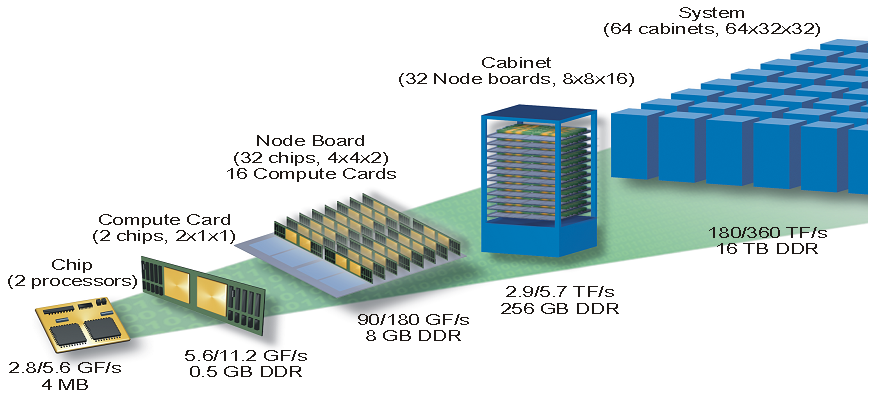 System
(64 cabinets, 64x32x32)
Cabinet
(32 Node boards, 8x8x16)
Node Board
(32 chips, 4x4x2)
16 Compute Cards
Compute Card
(2 chips, 2x1x1)
Chip
(2 processors)
180/360 TF/s
16 TB DDR
2.9/5.7 TF/s
256 GB DDR
90/180 GF/s
8 GB DDR
5.6/11.2 GF/s
0.5 GB DDR
2.8/5.6 GF/s
4 MB